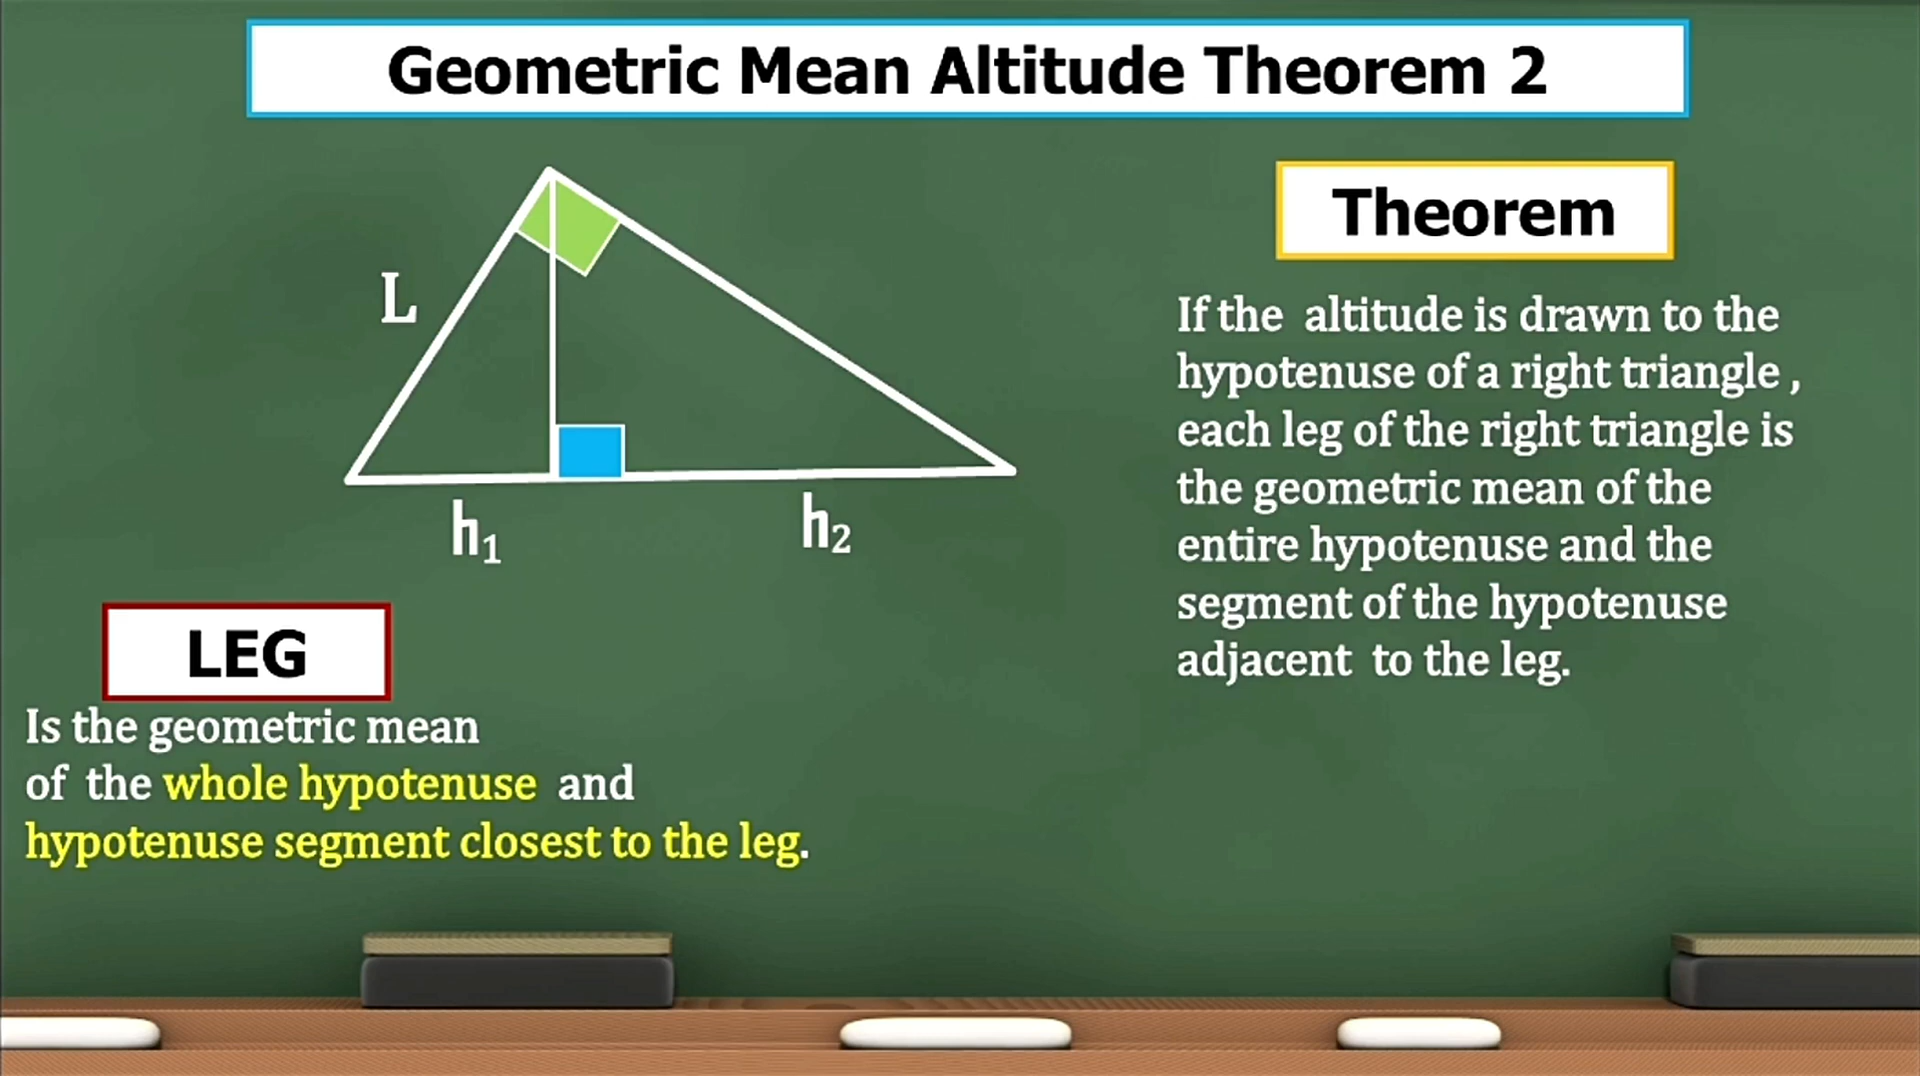 Geometric Mean Altitude Theorem 2
L
h₁
h₂
Theorem
If the altitude is drawn to the
hypotenuse of a right triangle ,
each leg of the right triangle is
the geometric mean of the
entire hypotenuse and the
segment of the hypotenuse
adjacent to the leg.
LEG
Is the geometric mean
of the whole hypotenuse and
hypotenuse segment closest to the leg.